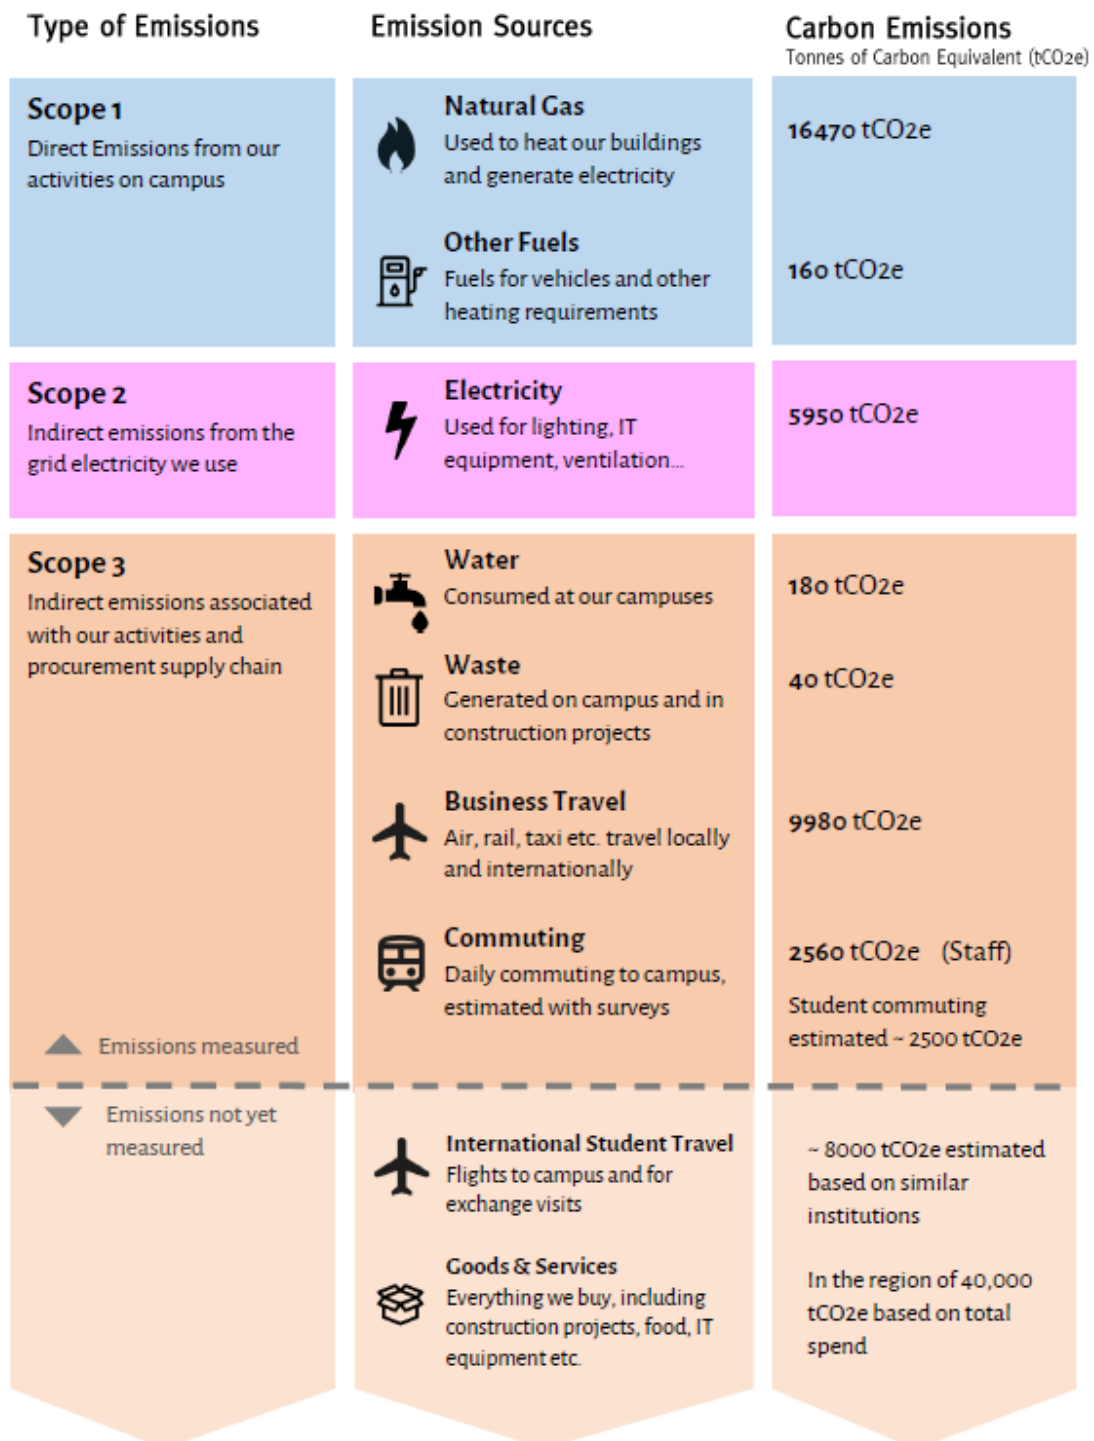 Type of Emissions
Emission Sources
Carbon Emissions
Tonnes of Carbon Equivalent (tCO2e)
Scope 1
Direct Emissions from our
activities on campus
Natural Gas
Used to heat our buildings
and generate electricity
16470 tCO2e
Other Fuels
Fuels for vehicles and other
heating requirements
160 tCO2e
Scope 2
Indirect emissions from the
grid electricity we use
Electricity
Used for lighting, IT
equipment, ventilation...
5950 tCO2e
Scope 3
Indirect emissions associated
with our activities and
procurement supply chain
Water
Consumed at our campuses
180 tCO2e
Waste
Generated on campus and in
construction projects
40 tCO2e
Business Travel
Air, rail, taxi etc. travel locally
and internationally
9980 tCO2e
Commuting
Daily commuting to campus,
estimated with surveys
2560 tCO2e (Staff)
Student commuting
estimated ~ 2500 tCO2e
Emissions measured
Emissions not yet
measured
International Student Travel
Flights to campus and for
exchange visits
~ 8000 tCO2e estimated
based on similar
institutions
Goods & Services
Everything we buy, including
construction projects, food, IT
equipment etc.
In the region of 40,000
tCO2e based on total
spend